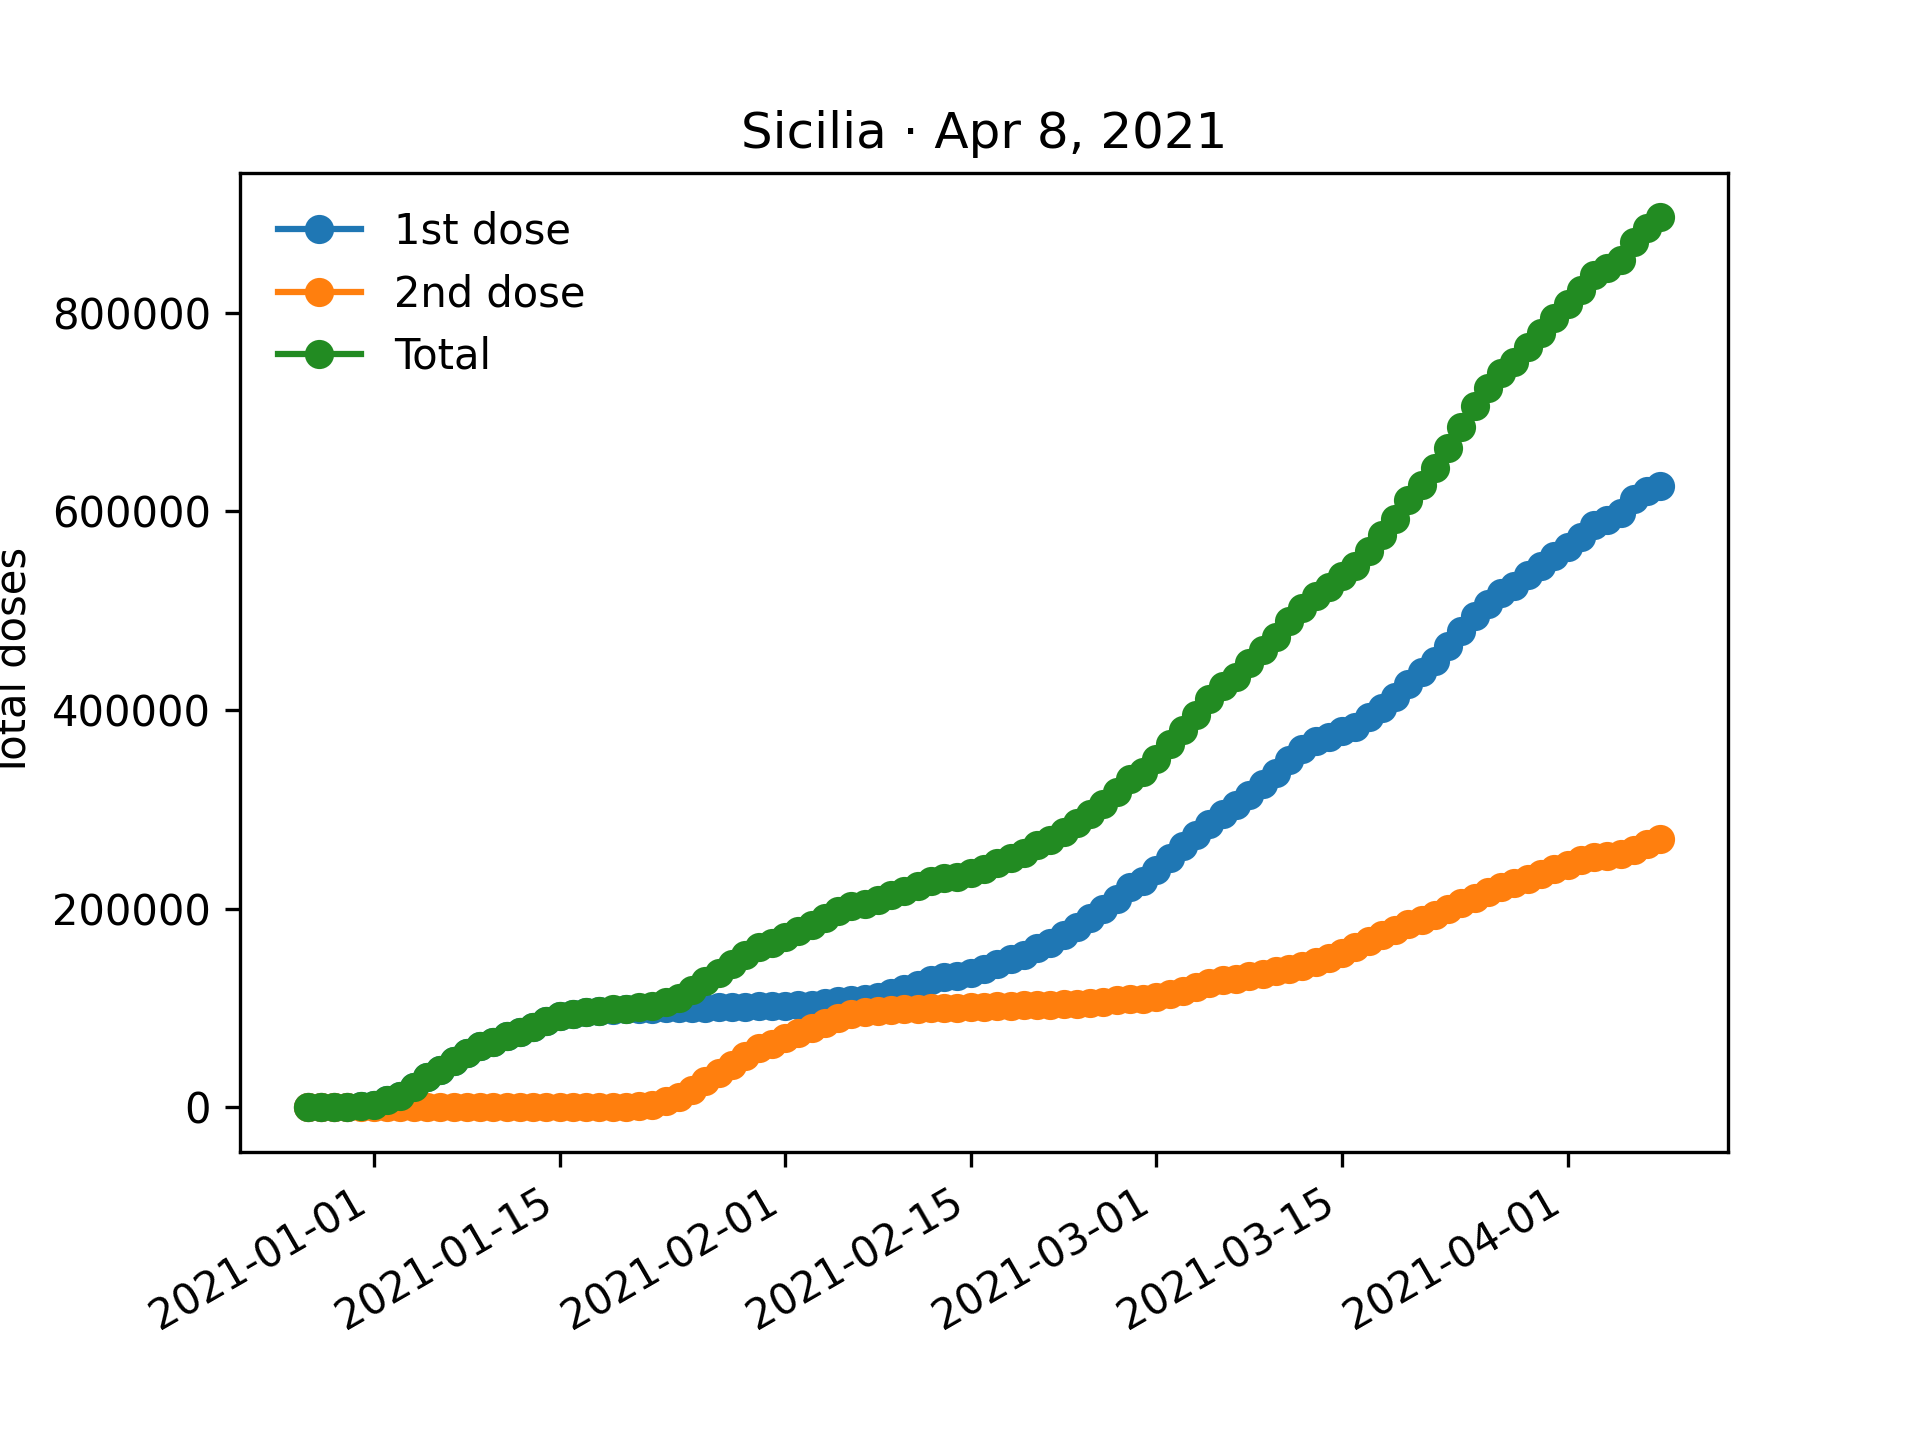 Sicilia · Apr 8, 2021
1st dose
2nd dose
Total
800000
600000
400000
200000
0
Total doses
2021-01-01
2021-01-15
2021-02-01
2021-02-15
2021-03-01
2021-03-15
2021-04-01